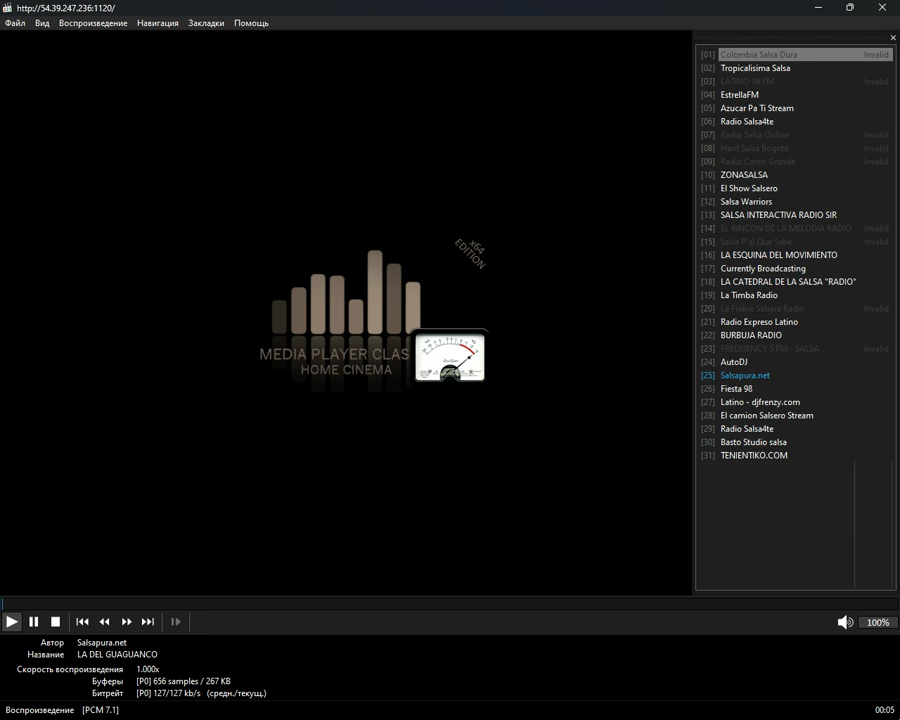 http://54.39.247.236:1120/
Файл Вид Воспроизведение Навигация Закладки Помощь
[01] Colombia Salsa Dura Invalid
[02] Tropicalisima Salsa
[03] LATINO 99 FM Invalid
[04] EstrellaFM
[05] Azucar Pa Ti Stream
[06] Radio Salsa4te
[07] Radio Salsa Online Invalid
[08] Hard Salsa Bogotá Invalid
[09] Radio Canto Grande Invalid
[10] ZONASALSA
[11] El Show Salsero
[12] Salsa Warriors
[13] SALSA INTERACTIVA RADIO SIR
[14] EL RINCON DE LA MELODIA RADIO Invalid
[15] Salsa P'al Que Sabe Invalid
[16] LA ESQUINA DEL MOVIMIENTO
[17] Currently Broadcasting
[18] LA CATEDRAL DE LA SALSA "RADIO"
[19] La Timba Radio
[20] La Fiebre Salsera Radio Invalid
[21] Radio Expreso Latino
[22] BURBUJA RADIO
[23] FREQUENCY 5 FM - SALSA Invalid
[24] AutoDJ
[25] Salsapura.net
[26] Fiesta 98
[27] Latino - djfrenzy.com
[28] El camion Salsero Stream
[29] Radio Salsa4te
[30] Basto Studio salsa
[31] TENIENTIKO.COM
x64
EDITION
MEDIA PLAYER CLAS
HOME CINEMA
100%
Автор Salsapura.net
Название LA DEL GUAGUANCO
Скорость воспроизведения 1.000x
Буферы [P0] 656 samples / 267 KB
Битрейт [P0] 127/127 kb/s (средн./текущ.)
Воспроизведение [PCM 7.1] 00:05